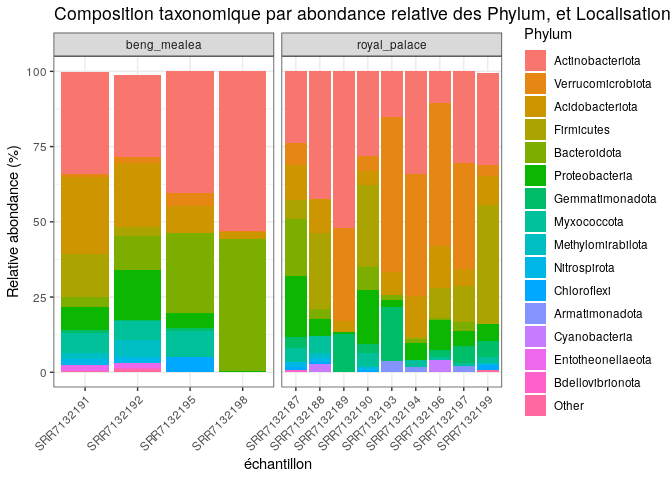 Composition taxonomique par abondance relative des Phylum, et Localisation
beng_mealea
royal_palace
Phylum
Actinobacteriota
Verrucomicrobiota
Acidobacteriota
Firmicutes
Bacteroidota
Proteobacteria
Gemmatimonadota
Myxococcota
Methylomirabilota
Nitrospirota
Chloroflexi
Armatimonadota
Cyanobacteria
Entotheonellaeota
Bdellovibrionota
Other
Relative abondance (%)
100
75
50
25
0
SRR7132191
SRR7132192
SRR7132195
SRR7132198
SRR7132187
SRR7132188
SRR7132189
SRR7132190
SRR7132193
SRR7132194
SRR7132196
SRR7132197
SRR7132199
échantillon